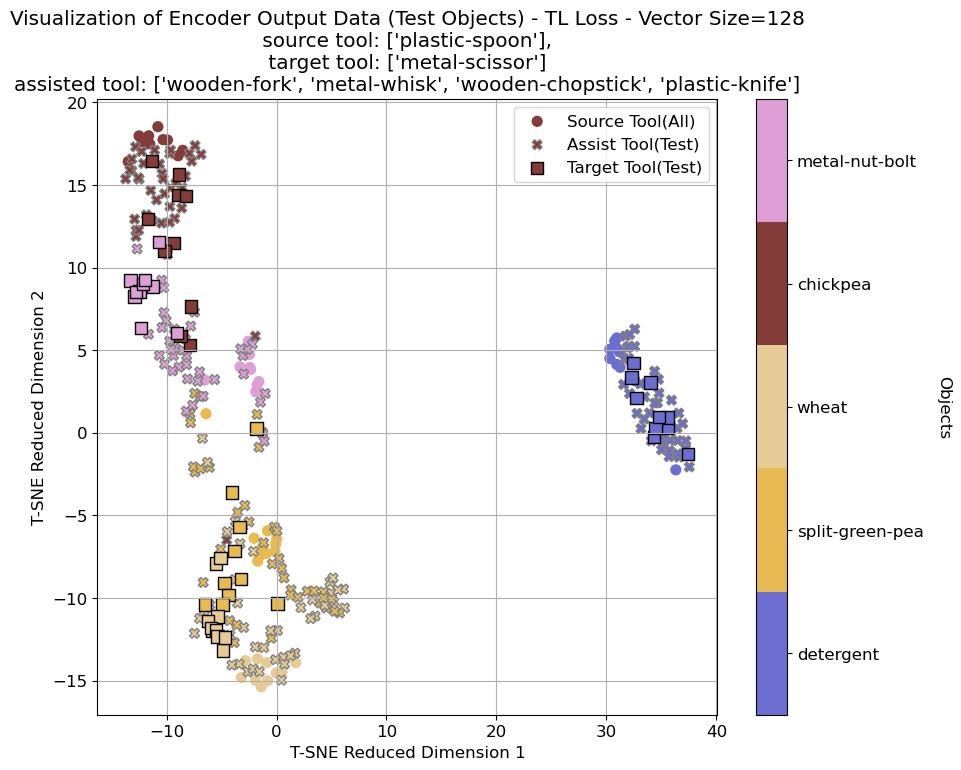 Visualization of Encoder Output Data (Test Objects) - TL Loss - Vector Size=128
source tool: ['plastic-spoon'],
target tool: ['metal-scissor']
assisted tool: ['wooden-fork', 'metal-whisk', 'wooden-chopstick', 'plastic-knife']
Source Tool(All)
Assist Tool(Test)
Target Tool(Test)
20
15
10
5
0
−5
−10
−15
T-SNE Reduced Dimension 2
−10
0
10
20
30
40
T-SNE Reduced Dimension 1
metal-nut-bolt
chickpea
wheat
split-green-pea
detergent
Objects